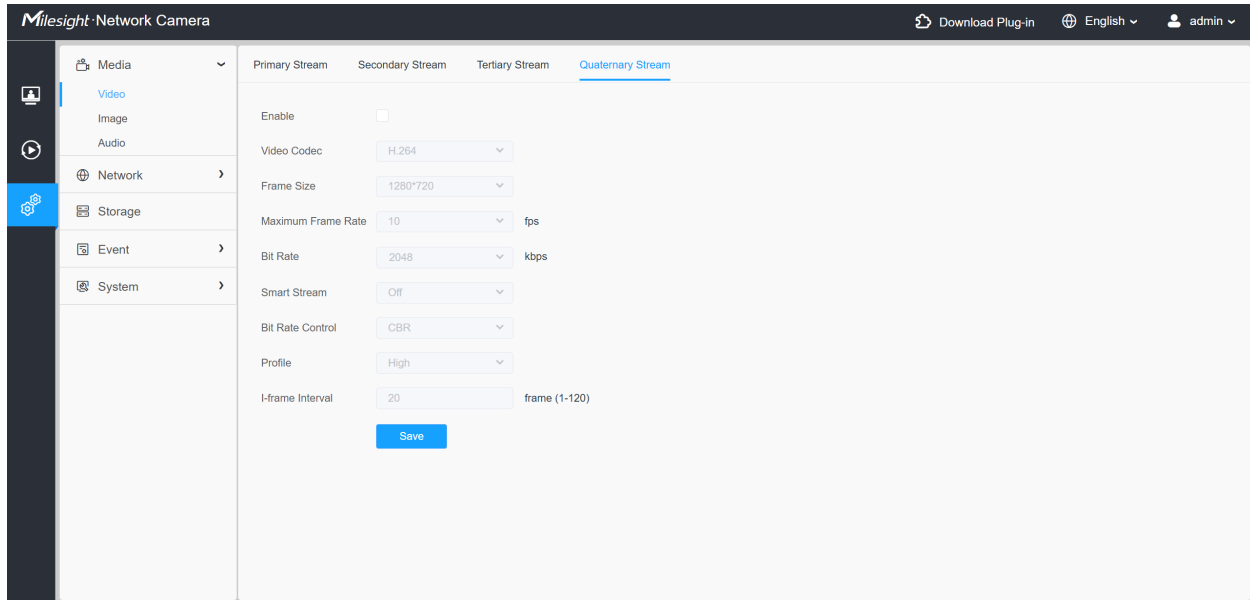 Milesight·Network Camera
Download Plug-in
English
admin
Media
Video
Image
Audio
Network
Storage
Event
System
Primary Stream
Secondary Stream
Tertiary Stream
Quaternary Stream
Enable
Video Codec H.264
Frame Size 1280*720
Maximum Frame Rate 10 fps
Bit Rate 2048 kbps
Smart Stream Off
Bit Rate Control CBR
Profile High
I-frame Interval 20 frame (1-120)
Save